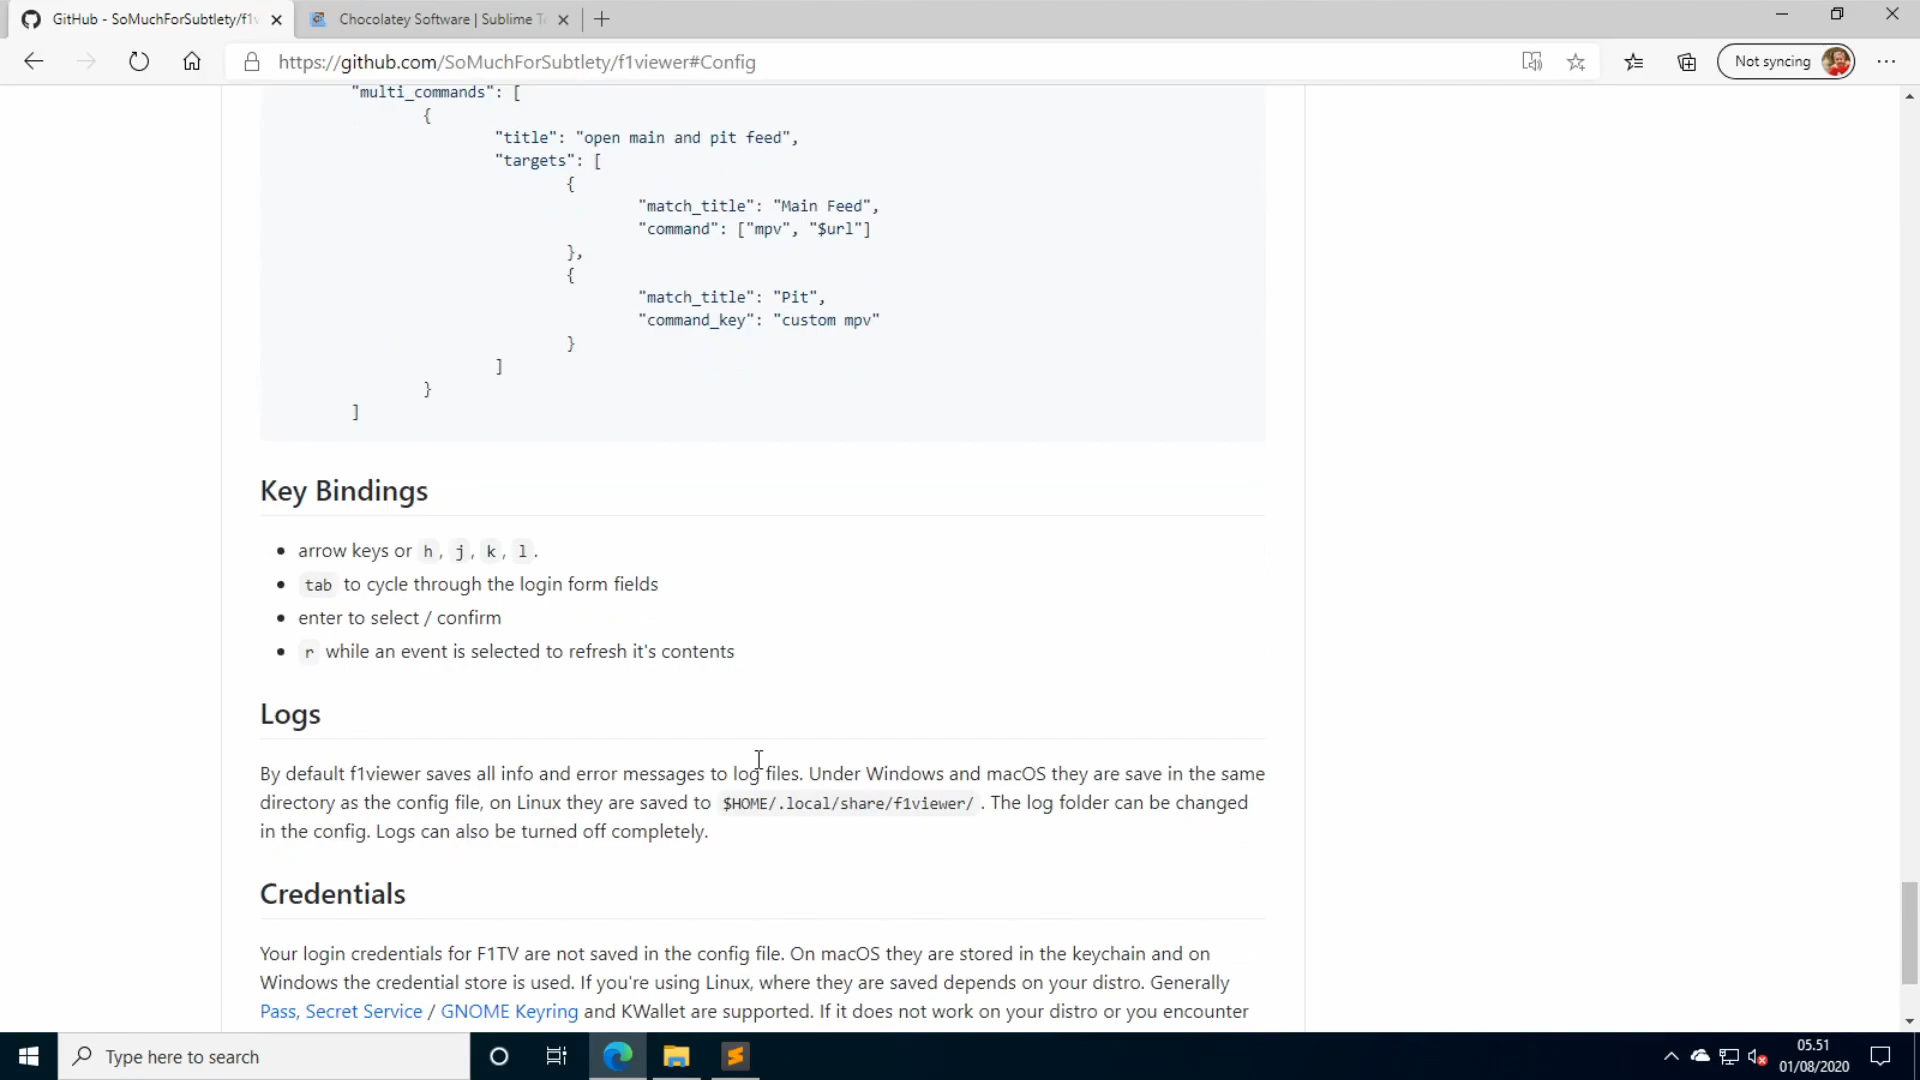 GitHub - SoMuchForSubtlety/f1v
Chocolatey Software | Sublime Te
https://github.com/SoMuchForSubtlety/f1viewer#Config
Not syncing
"multi_commands": [
{
"title": "open main and pit feed",
"targets": [
{
"match_title": "Main Feed",
"command": ["mpv", "$url"]
},
{
"match_title": "Pit",
"command_key": "custom mpv"
}
]
}
]
Key Bindings
arrow keys or h, j, k, l.
tab to cycle through the login form fields
enter to select / confirm
r while an event is selected to refresh it's contents
Logs
By default f1viewer saves all info and error messages to log files. Under Windows and macOS they are save in the same
directory as the config file, on Linux they are saved to $HOME/.local/share/f1viewer/ . The log folder can be changed
in the config. Logs can also be turned off completely.
Credentials
Your login credentials for F1TV are not saved in the config file. On macOS they are stored in the keychain and on
Windows the credential store is used. If you're using Linux, where they are saved depends on your distro. Generally
Pass, Secret Service / GNOME Keyring and KWallet are supported. If it does not work on your distro or you encounter
Type here to search
05.51
01/08/2020